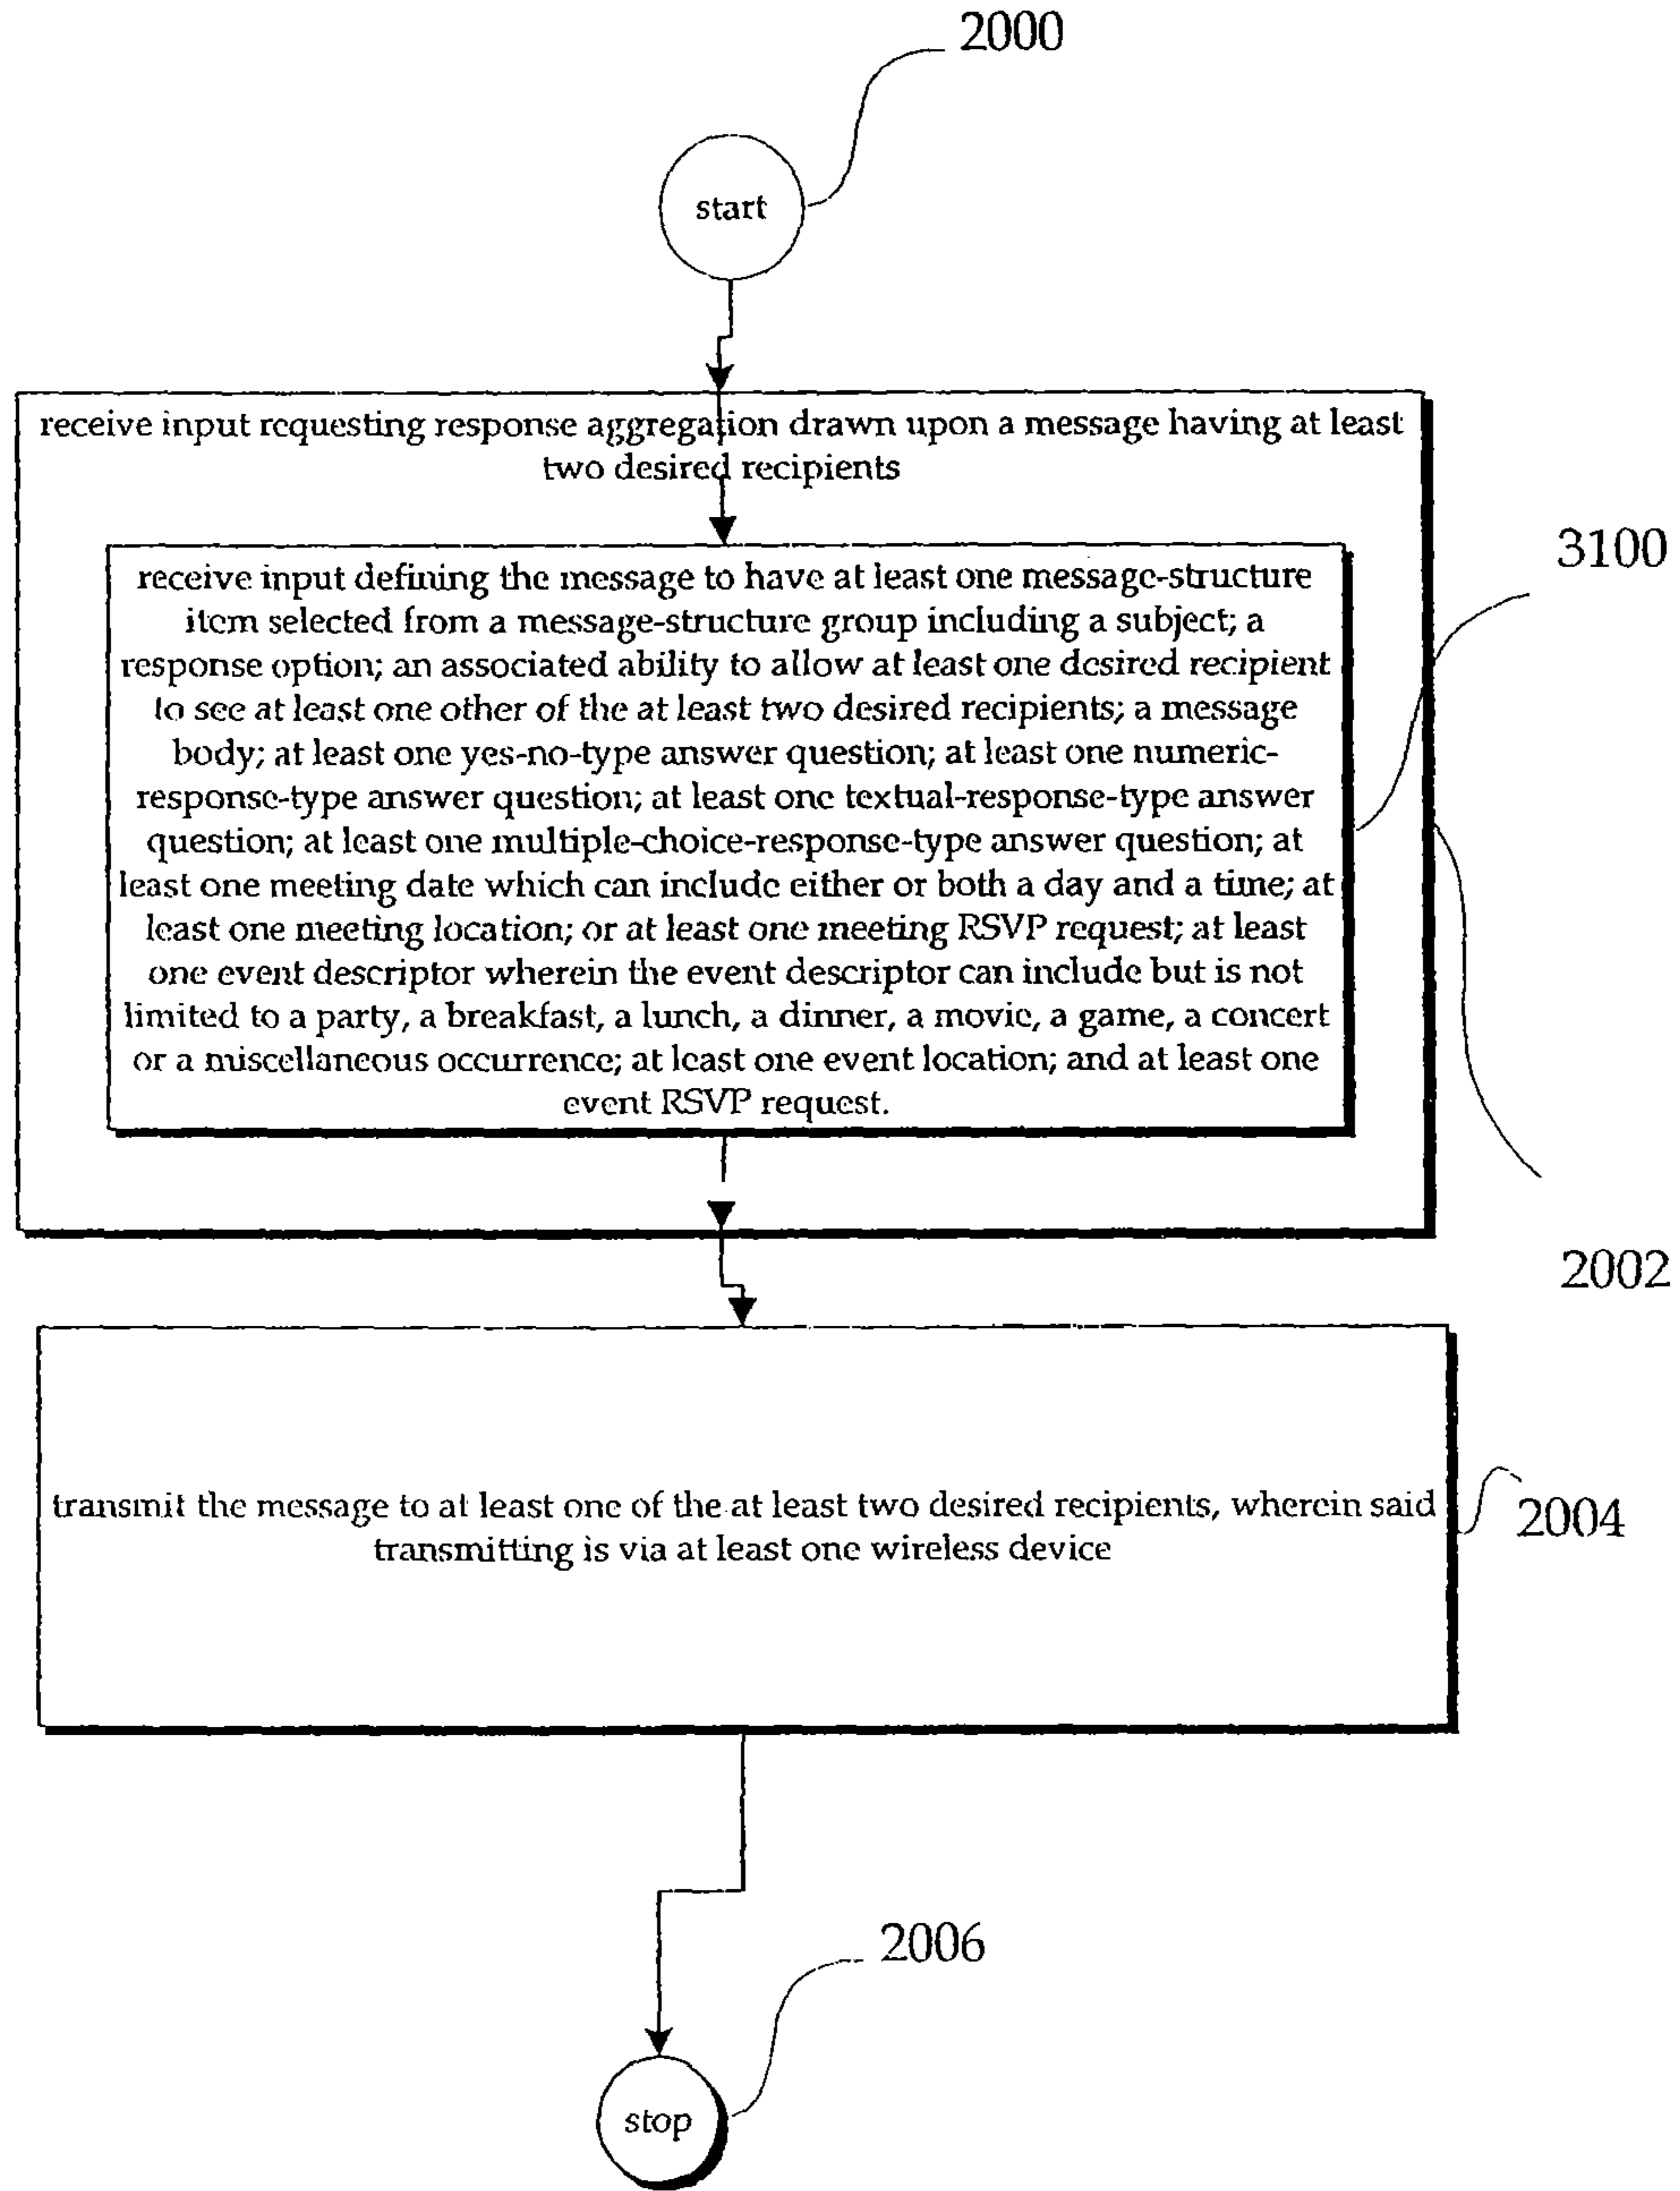 2000
start
receive input requesting response aggregation drawn upon a message having at least
two desired recipients
3100
receive input defining the message to have at least one message-structure
item selected from a message-structure group including a subject; a
response option; an associated ability to allow at least one desired recipient
to see at least one other of the at least two desired recipients; a message
body; at least one yes-no-type answer question; at least one numeric-
response-type answer question; at least one textual-response-type answer
question; at least one multiple-choice-response-type answer question; at
least one meeting date which can include either or both a day and a time; at
least one meeting location; or at least one meeting RSVP request; at least
one event descriptor wherein the event descriptor can include but is not
limited to a party, a breakfast, a lunch, a dinner, a movie, a game, a concert
or a miscellaneous occurrence; at least one event location; and at least one
event RSVP request.
2002
transmit the message to at least one of the at least two desired recipients, wherein said
transmitting is via at least one wireless device
2004
2006
stop